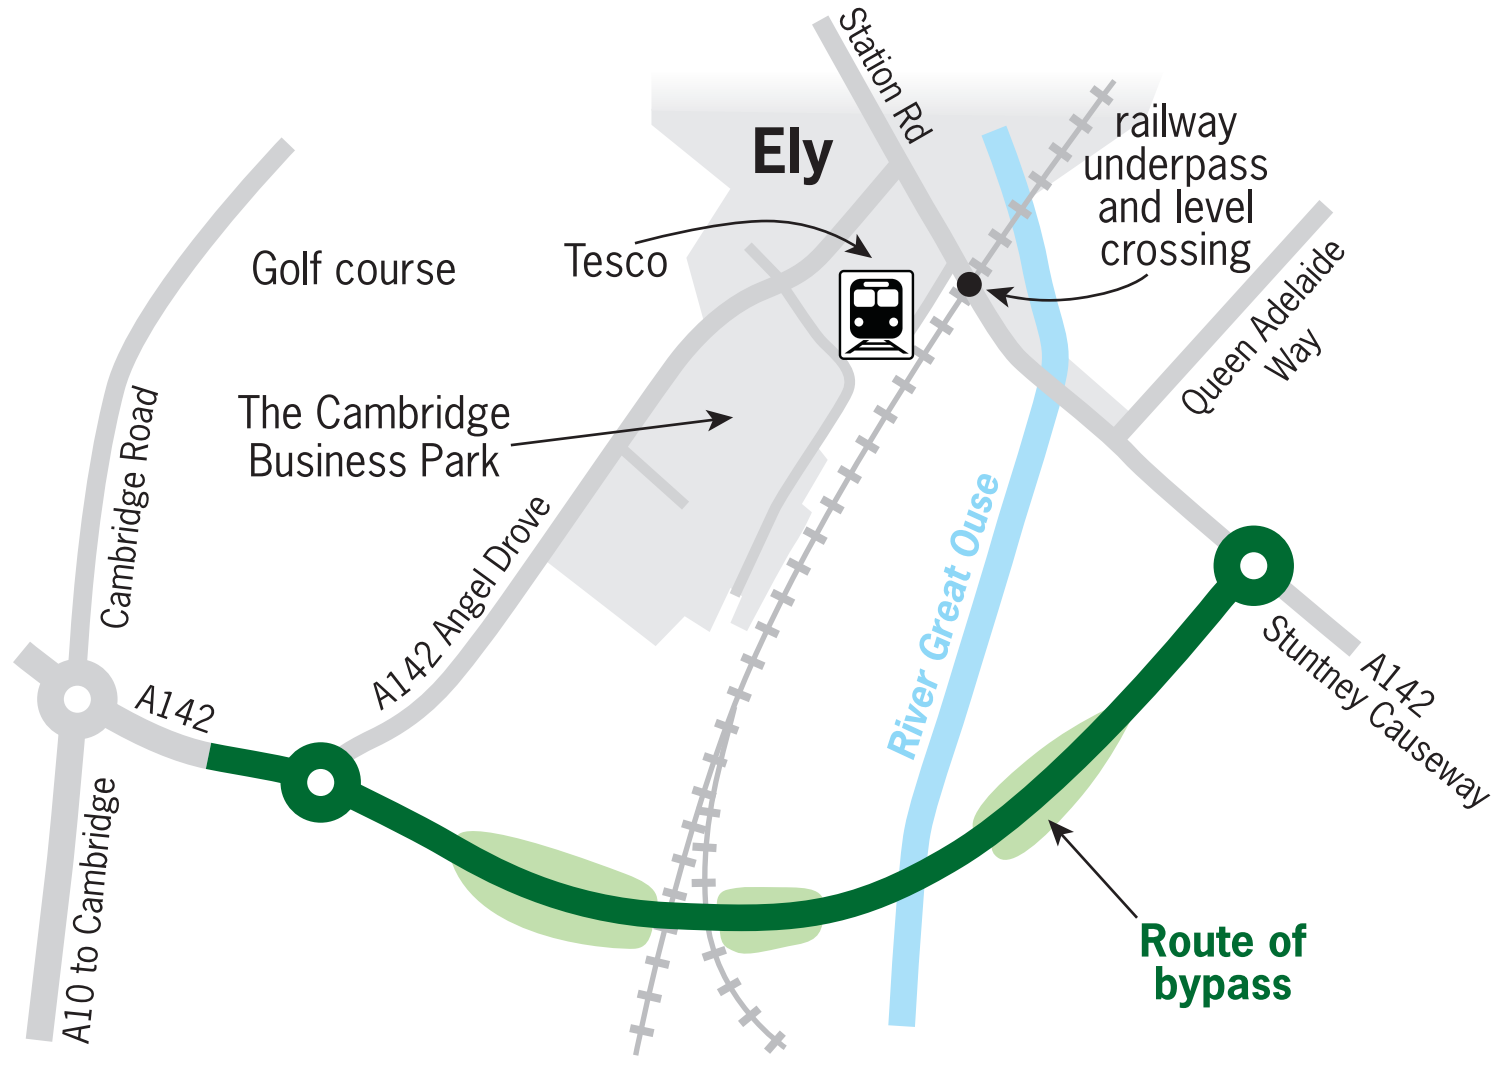 Station Rd
Ely
railway
underpass
and level
crossing
Tesco
Golf course
Queen Adelaide
Way
The Cambridge
Business Park
Cambridge Road
A142 Angel Drove
River Great Ouse
A142
A142
Stuntney Causeway
A10 to Cambridge
Route of
bypass